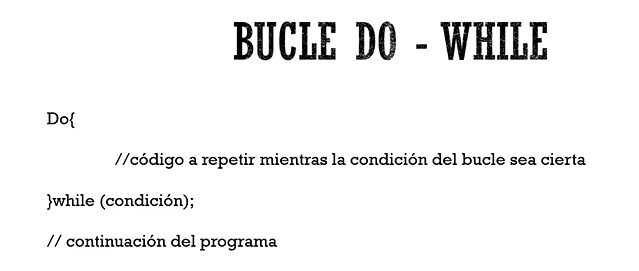 BUCLE DO - WHILE
Do{
//código a repetir mientras la condición del bucle sea cierta
}while (condición);
// continuación del programa